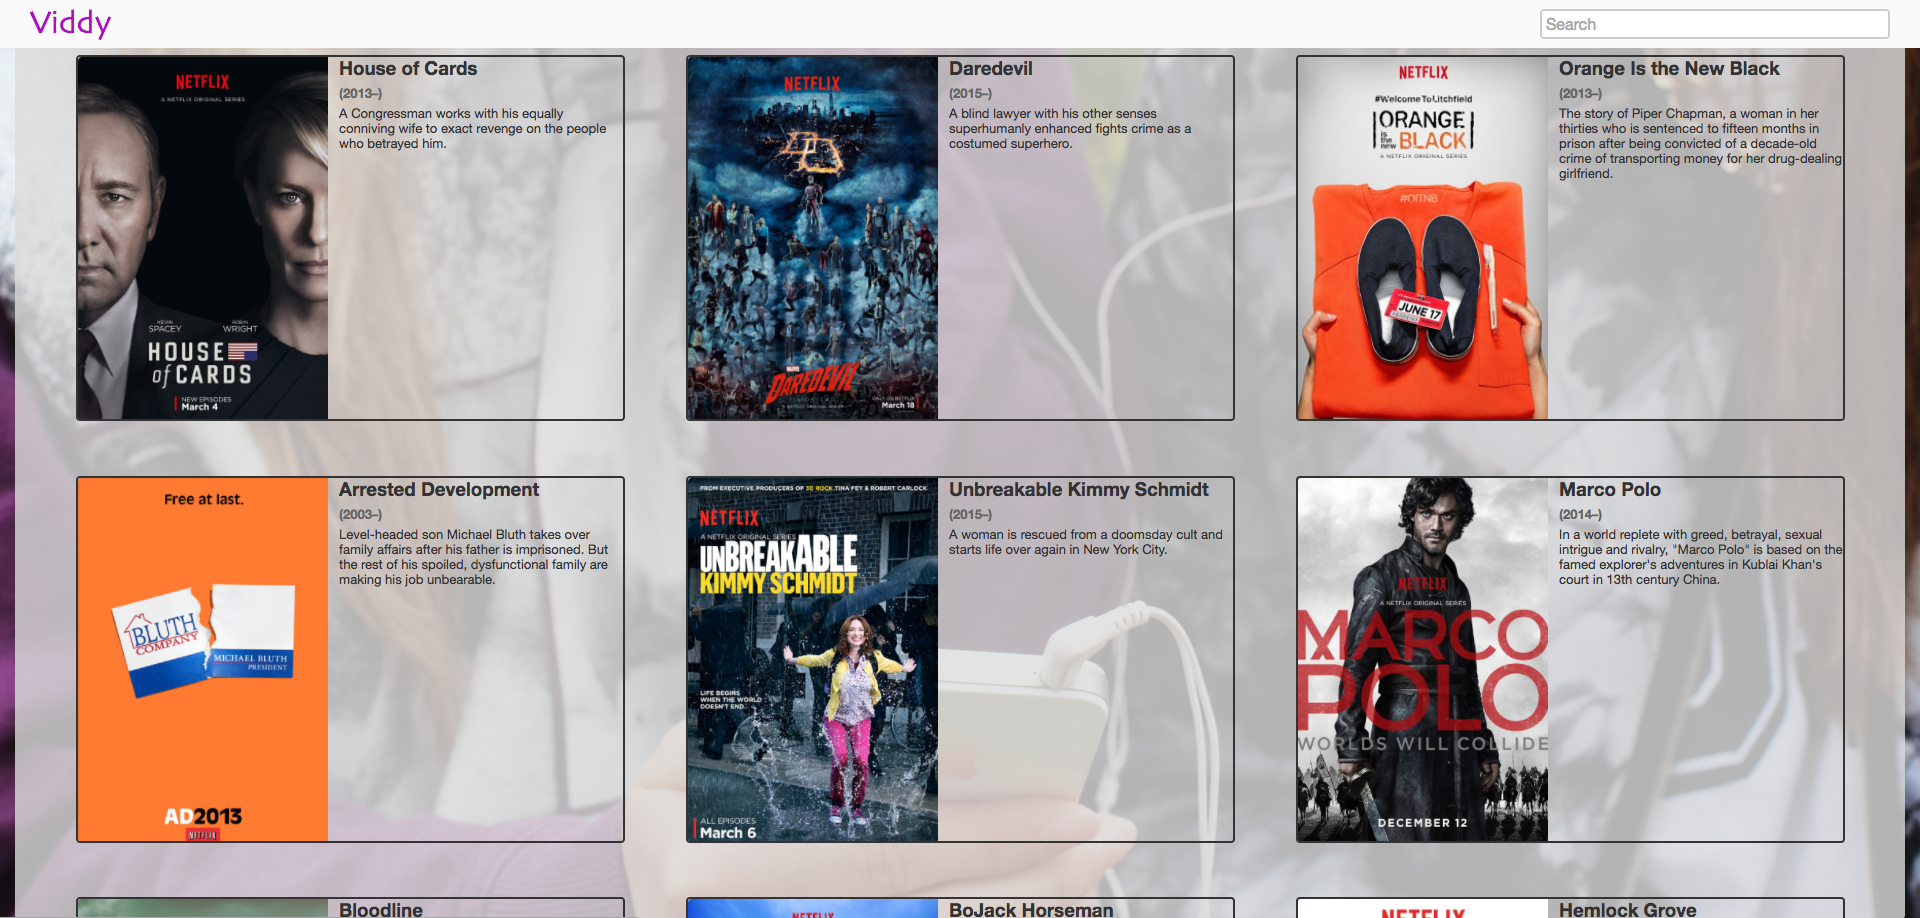 Viddy
Search
NETFLIX
A NETFLIX ORIGINAL SERIES
KEVIN SPACEY
ROBIN WRIGHT
HOUSE
of CARDS
NEW EPISODES
March 4
House of Cards
(2013–)
A Congressman works with his equally
conniving wife to exact revenge on the people
who betrayed him.
NETFLIX
MARVEL
DAREDEVIL
A NETFLIX ORIGINAL SERIES
ONLY ON NETFLIX
March 18
Daredevil
(2015–)
A blind lawyer with his other senses
superhumanly enhanced fights crime as a
costumed superhero.
NETFLIX
#WelcomeToLitchfield
ORANGE
is the new BLACK
A NETFLIX ORIGINAL SERIES
#OITNB
JUNE 17
Orange Is the New Black
(2013–)
The story of Piper Chapman, a woman in her
thirties who is sentenced to fifteen months in
prison after being convicted of a decade-old
crime of transporting money for her drug-dealing
girlfriend.
Free at last.
BLUTH
COMPANY
MICHAEL BLUTH
PRESIDENT
AD2013
NETFLIX
Arrested Development
(2003–)
Level-headed son Michael Bluth takes over
family affairs after his father is imprisoned. But
the rest of his spoiled, dysfunctional family are
making his job unbearable.
FROM EXECUTIVE PRODUCERS OF 30 ROCK, TINA FEY & ROBERT CARLOCK
NETFLIX
A NETFLIX ORIGINAL SERIES
UNBREAKABLE
KIMMY SCHMIDT
LIFE BEGINS
WHEN THE WORLD
DOESN'T END.
ALL EPISODES
March 6
Unbreakable Kimmy Schmidt
(2015–)
A woman is rescued from a doomsday cult and
starts life over again in New York City.
NETFLIX
A NETFLIX ORIGINAL SERIES
MARCO
POLO
WORLDS WILL COLLIDE
DECEMBER 12
Marco Polo
(2014–)
In a world replete with greed, betrayal, sexual
intrigue and rivalry, "Marco Polo" is based on the
famed explorer's adventures in Kublai Khan's
court in 13th century China.
Bloodline
NETFLIX
BoJack Horseman
NETFLIX
Hemlock Grove